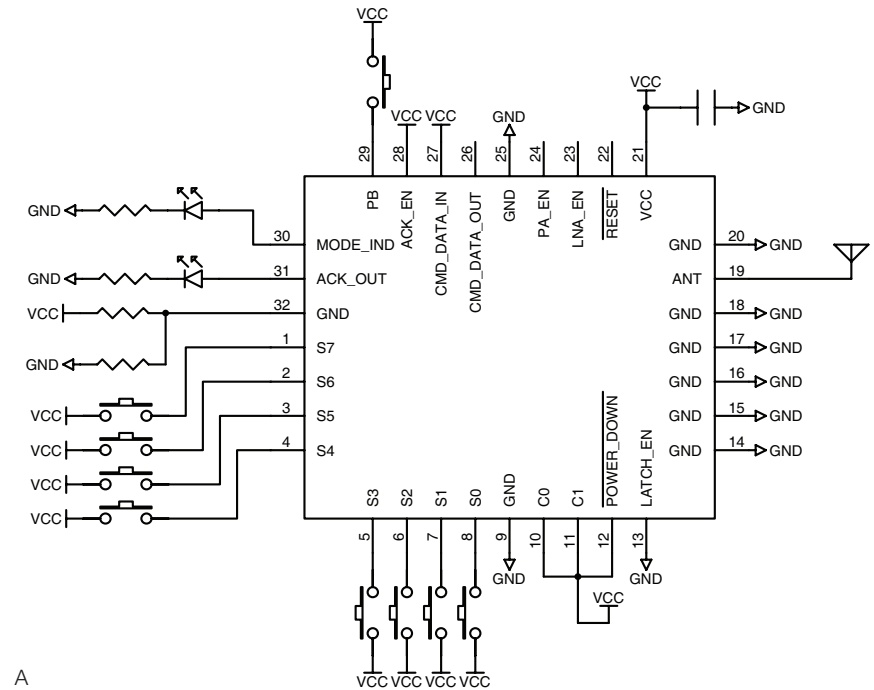 VCC
VCC
VCC
GND
VCC
GND
29
28
27
26
25
24
23
22
21
PB
ACK_EN
CMD_DATA_IN
CMD_DATA_OUT
GND
PA_EN
LNA_EN
RESET
VCC
GND
30
MODE_IND
GND
31
ACK_OUT
VCC
32
GND
GND
1
S7
2
S6
VCC
3
S5
VCC
4
S4
VCC
VCC
GND
20
GND
ANT
19
GND
18
GND
GND
17
GND
GND
16
GND
GND
15
GND
GND
14
GND
S3
S2
S1
S0
GND
C0
C1
POWER_DOWN
LATCH_EN
5
6
7
8
9
10
11
12
13
GND
GND
VCC
VCC
VCC
VCC
VCC
A